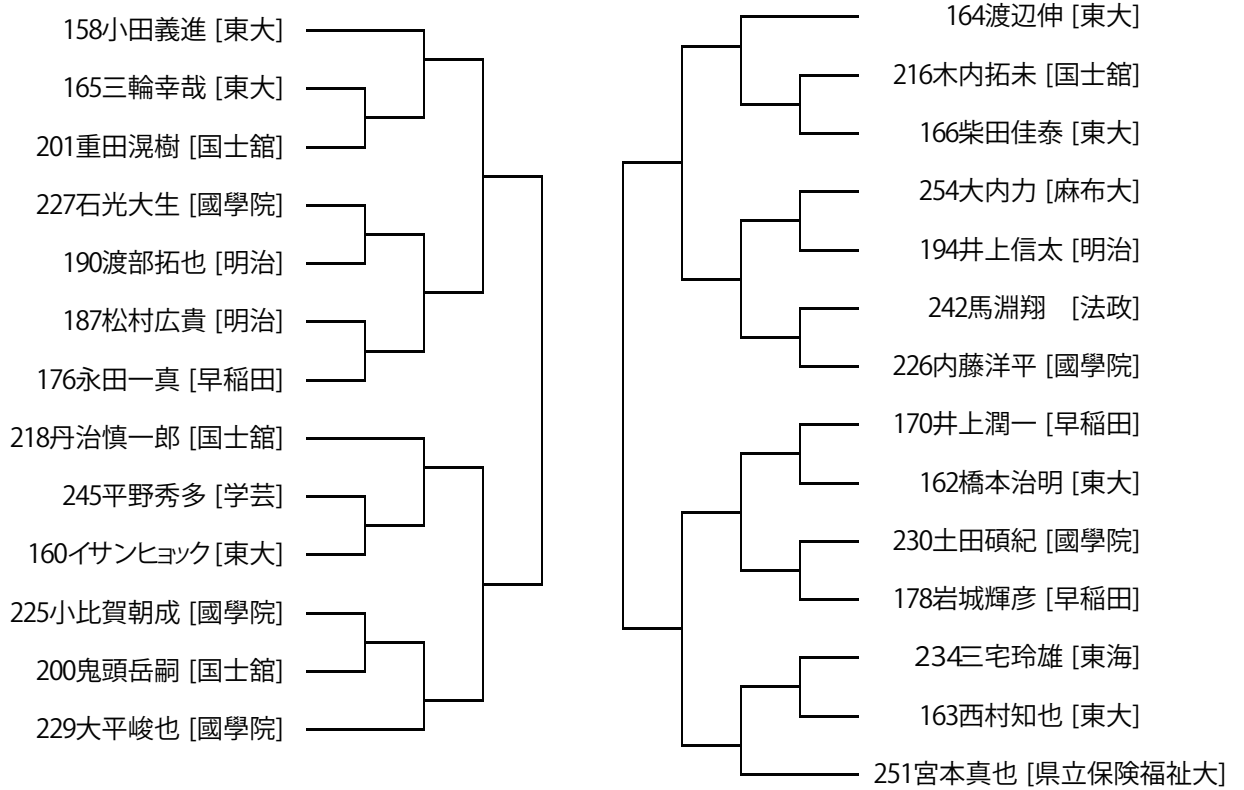 158小田義進 [東大]
165三輪幸哉 [東大]
201重田滉樹 [国士舘]
227石光大生 [國學院]
190渡部拓也 [明治]
187松村広貴 [明治]
176永田一真 [早稲田]
218丹治慎一郎 [国士舘]
245平野秀多 [学芸]
160イサンヒョック [東大]
225小比賀朝成 [國學院]
200鬼頭岳嗣 [国士舘]
229大平峻也 [國學院]
164渡辺伸 [東大]
216木内拓未 [国士舘]
166柴田佳泰 [東大]
254大内力 [麻布大]
194井上信太 [明治]
242馬淵翔　[法政]
226内藤洋平 [國學院]
170井上潤一 [早稲田]
162橋本治明 [東大]
230土田碩紀 [國學院]
178岩城輝彦 [早稲田]
234三宅玲雄 [東海]
163西村知也 [東大]
251宮本真也 [県立保険福祉大]